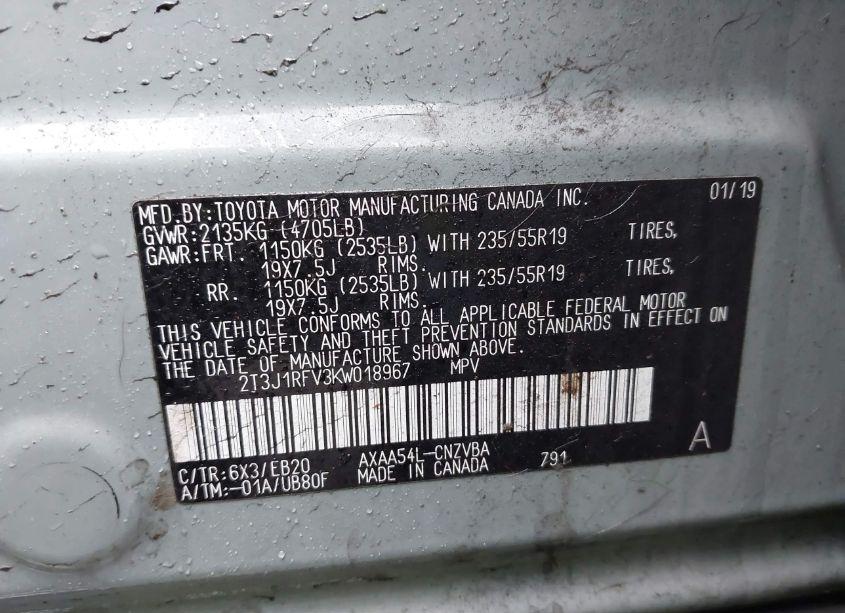 MFD.BY:TOYOTA MOTOR MANUFACTURING CANADA INC. 01/19
GVWR:2135KG (4705LB)
GAWR:FRT. 1150KG (2535LB) WITH 235/55R19 TIRES,
19X7.5J RIMS.
RR. 1150KG (2535LB) WITH 235/55R19 TIRES,
19X7.5J RIMS.
THIS VEHICLE CONFORMS TO ALL APPLICABLE FEDERAL MOTOR
VEHICLE SAFETY AND THEFT PREVENTION STANDARDS IN EFFECT ON
THE DATE OF MANUFACTURE SHOWN ABOVE.
2T3J1RFV3KW018967 MPV
C/TR:6X3/EB20 AXAA54L-CNZVBA 791 A
A/TM:-01A/UB80F MADE IN CANADA